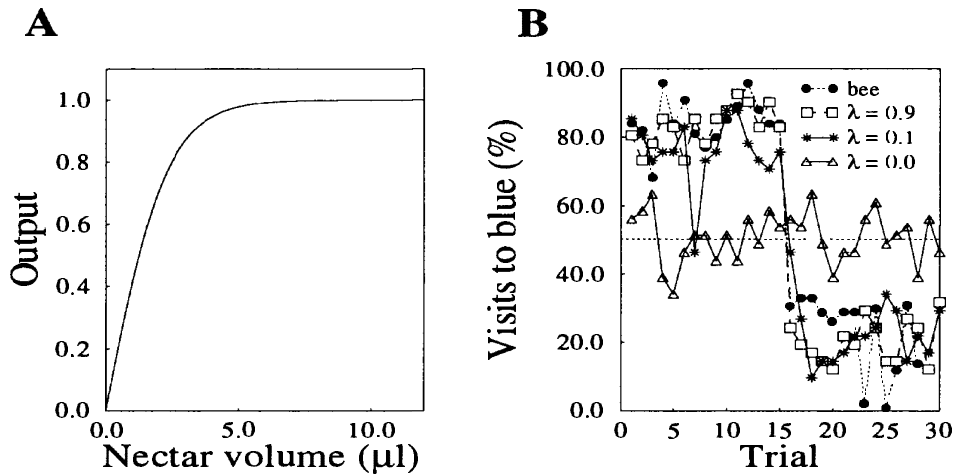 A
Output
1.0
0.8
0.6
0.4
0.2
0.0
0.0 5.0 10.0
Nectar volume (μl)
B
Visits to blue (%)
100.0
80.0
60.0
40.0
20.0
0.0
bee
λ = 0.9
λ = 0.1
λ = 0.0
0 5 10 15 20 25 30
Trial